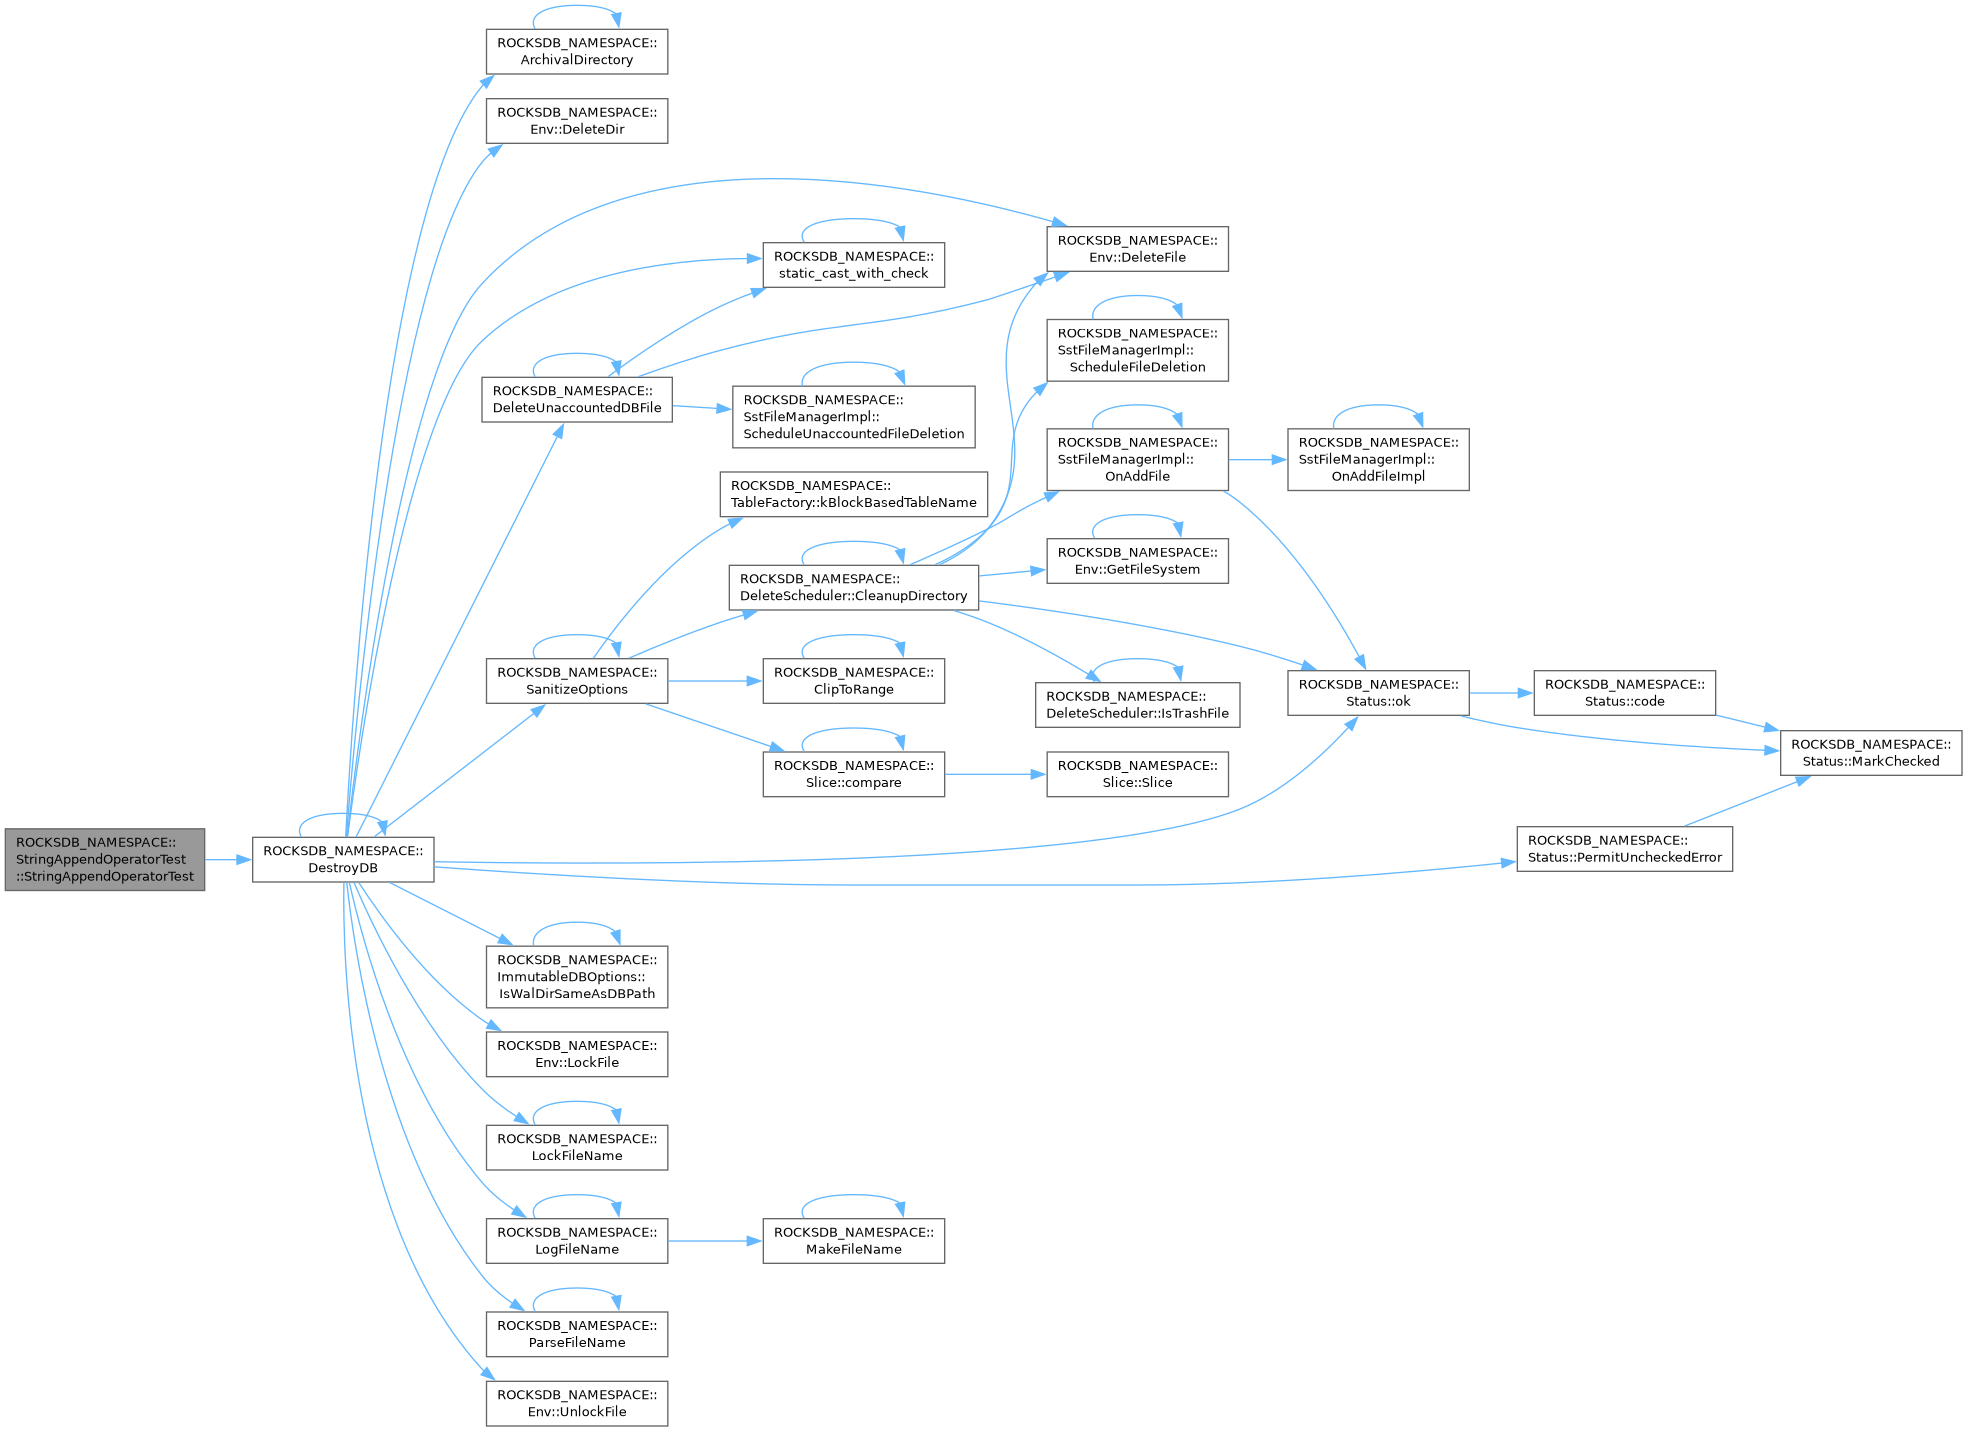 ROCKSDB_NAMESPACE::
ArchivalDirectory
ROCKSDB_NAMESPACE::
Env::DeleteDir
ROCKSDB_NAMESPACE::
Env::DeleteFile
ROCKSDB_NAMESPACE::
static_cast_with_check
ROCKSDB_NAMESPACE::
SstFileManagerImpl::
ScheduleFileDeletion
ROCKSDB_NAMESPACE::
DeleteUnaccountedDBFile
ROCKSDB_NAMESPACE::
SstFileManagerImpl::
ScheduleUnaccountedFileDeletion
ROCKSDB_NAMESPACE::
SstFileManagerImpl::
OnAddFile
ROCKSDB_NAMESPACE::
SstFileManagerImpl::
OnAddFileImpl
ROCKSDB_NAMESPACE::
TableFactory::kBlockBasedTableName
ROCKSDB_NAMESPACE::
Env::GetFileSystem
ROCKSDB_NAMESPACE::
DeleteScheduler::CleanupDirectory
ROCKSDB_NAMESPACE::
SanitizeOptions
ROCKSDB_NAMESPACE::
ClipToRange
ROCKSDB_NAMESPACE::
DeleteScheduler::IsTrashFile
ROCKSDB_NAMESPACE::
Status::ok
ROCKSDB_NAMESPACE::
Status::code
ROCKSDB_NAMESPACE::
Status::MarkChecked
ROCKSDB_NAMESPACE::
Slice::compare
ROCKSDB_NAMESPACE::
Slice::Slice
ROCKSDB_NAMESPACE::
StringAppendOperatorTest
::StringAppendOperatorTest
ROCKSDB_NAMESPACE::
DestroyDB
ROCKSDB_NAMESPACE::
Status::PermitUncheckedError
ROCKSDB_NAMESPACE::
ImmutableDBOptions::
IsWalDirSameAsDBPath
ROCKSDB_NAMESPACE::
Env::LockFile
ROCKSDB_NAMESPACE::
LockFileName
ROCKSDB_NAMESPACE::
LogFileName
ROCKSDB_NAMESPACE::
MakeFileName
ROCKSDB_NAMESPACE::
ParseFileName
ROCKSDB_NAMESPACE::
Env::UnlockFile